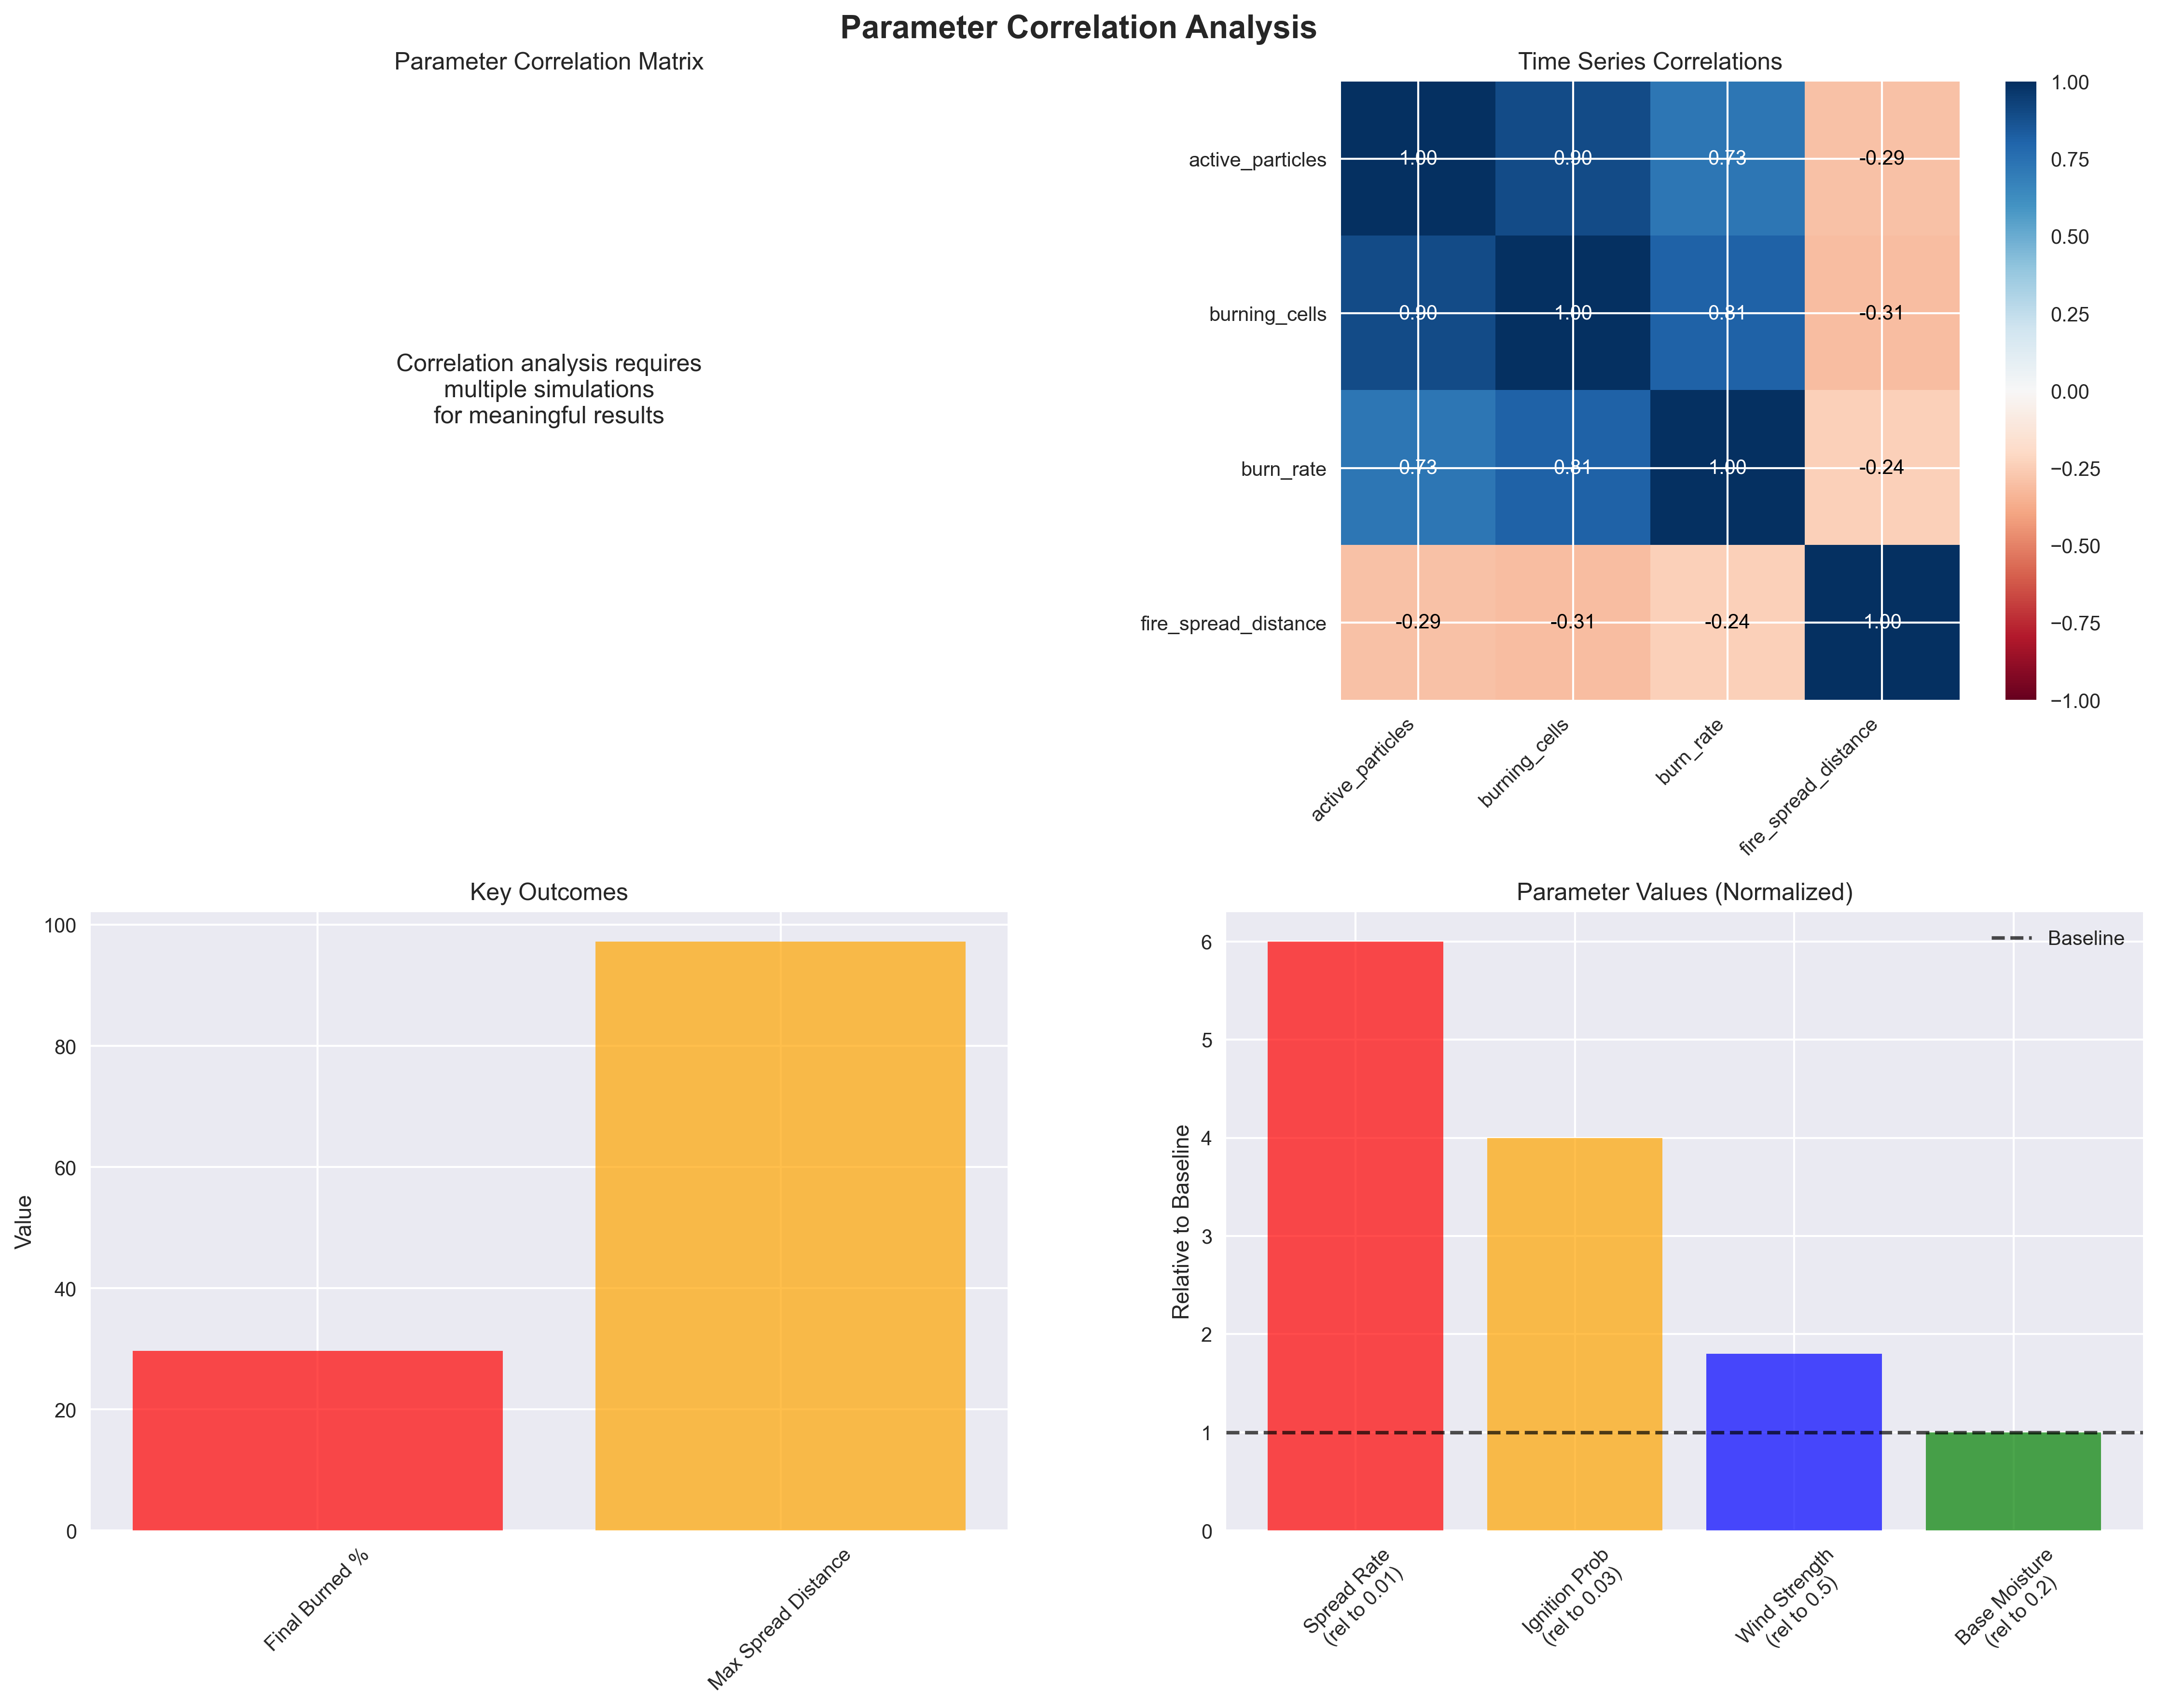 Parameter Correlation Analysis
Parameter Correlation Matrix
Correlation analysis requires
multiple simulations
for meaningful results
Time Series Correlations
active_particles
burning_cells
burn_rate
fire_spread_distance
1.00 0.90 0.73 -0.29
0.90 1.00 0.81 -0.31
0.73 0.81 1.00 -0.24
-0.29 -0.31 -0.24 1.00
active_particles
burning_cells
burn_rate
fire_spread_distance
1.00
0.75
0.50
0.25
0.00
−0.25
−0.50
−0.75
−1.00
Key Outcomes
Value
100
80
60
40
20
0
Final Burned %
Max Spread Distance
Parameter Values (Normalized)
Relative to Baseline
6
5
4
3
2
1
0
Baseline
Spread Rate
(rel to 0.01)
Ignition Prob
(rel to 0.03)
Wind Strength
(rel to 0.5)
Base Moisture
(rel to 0.2)